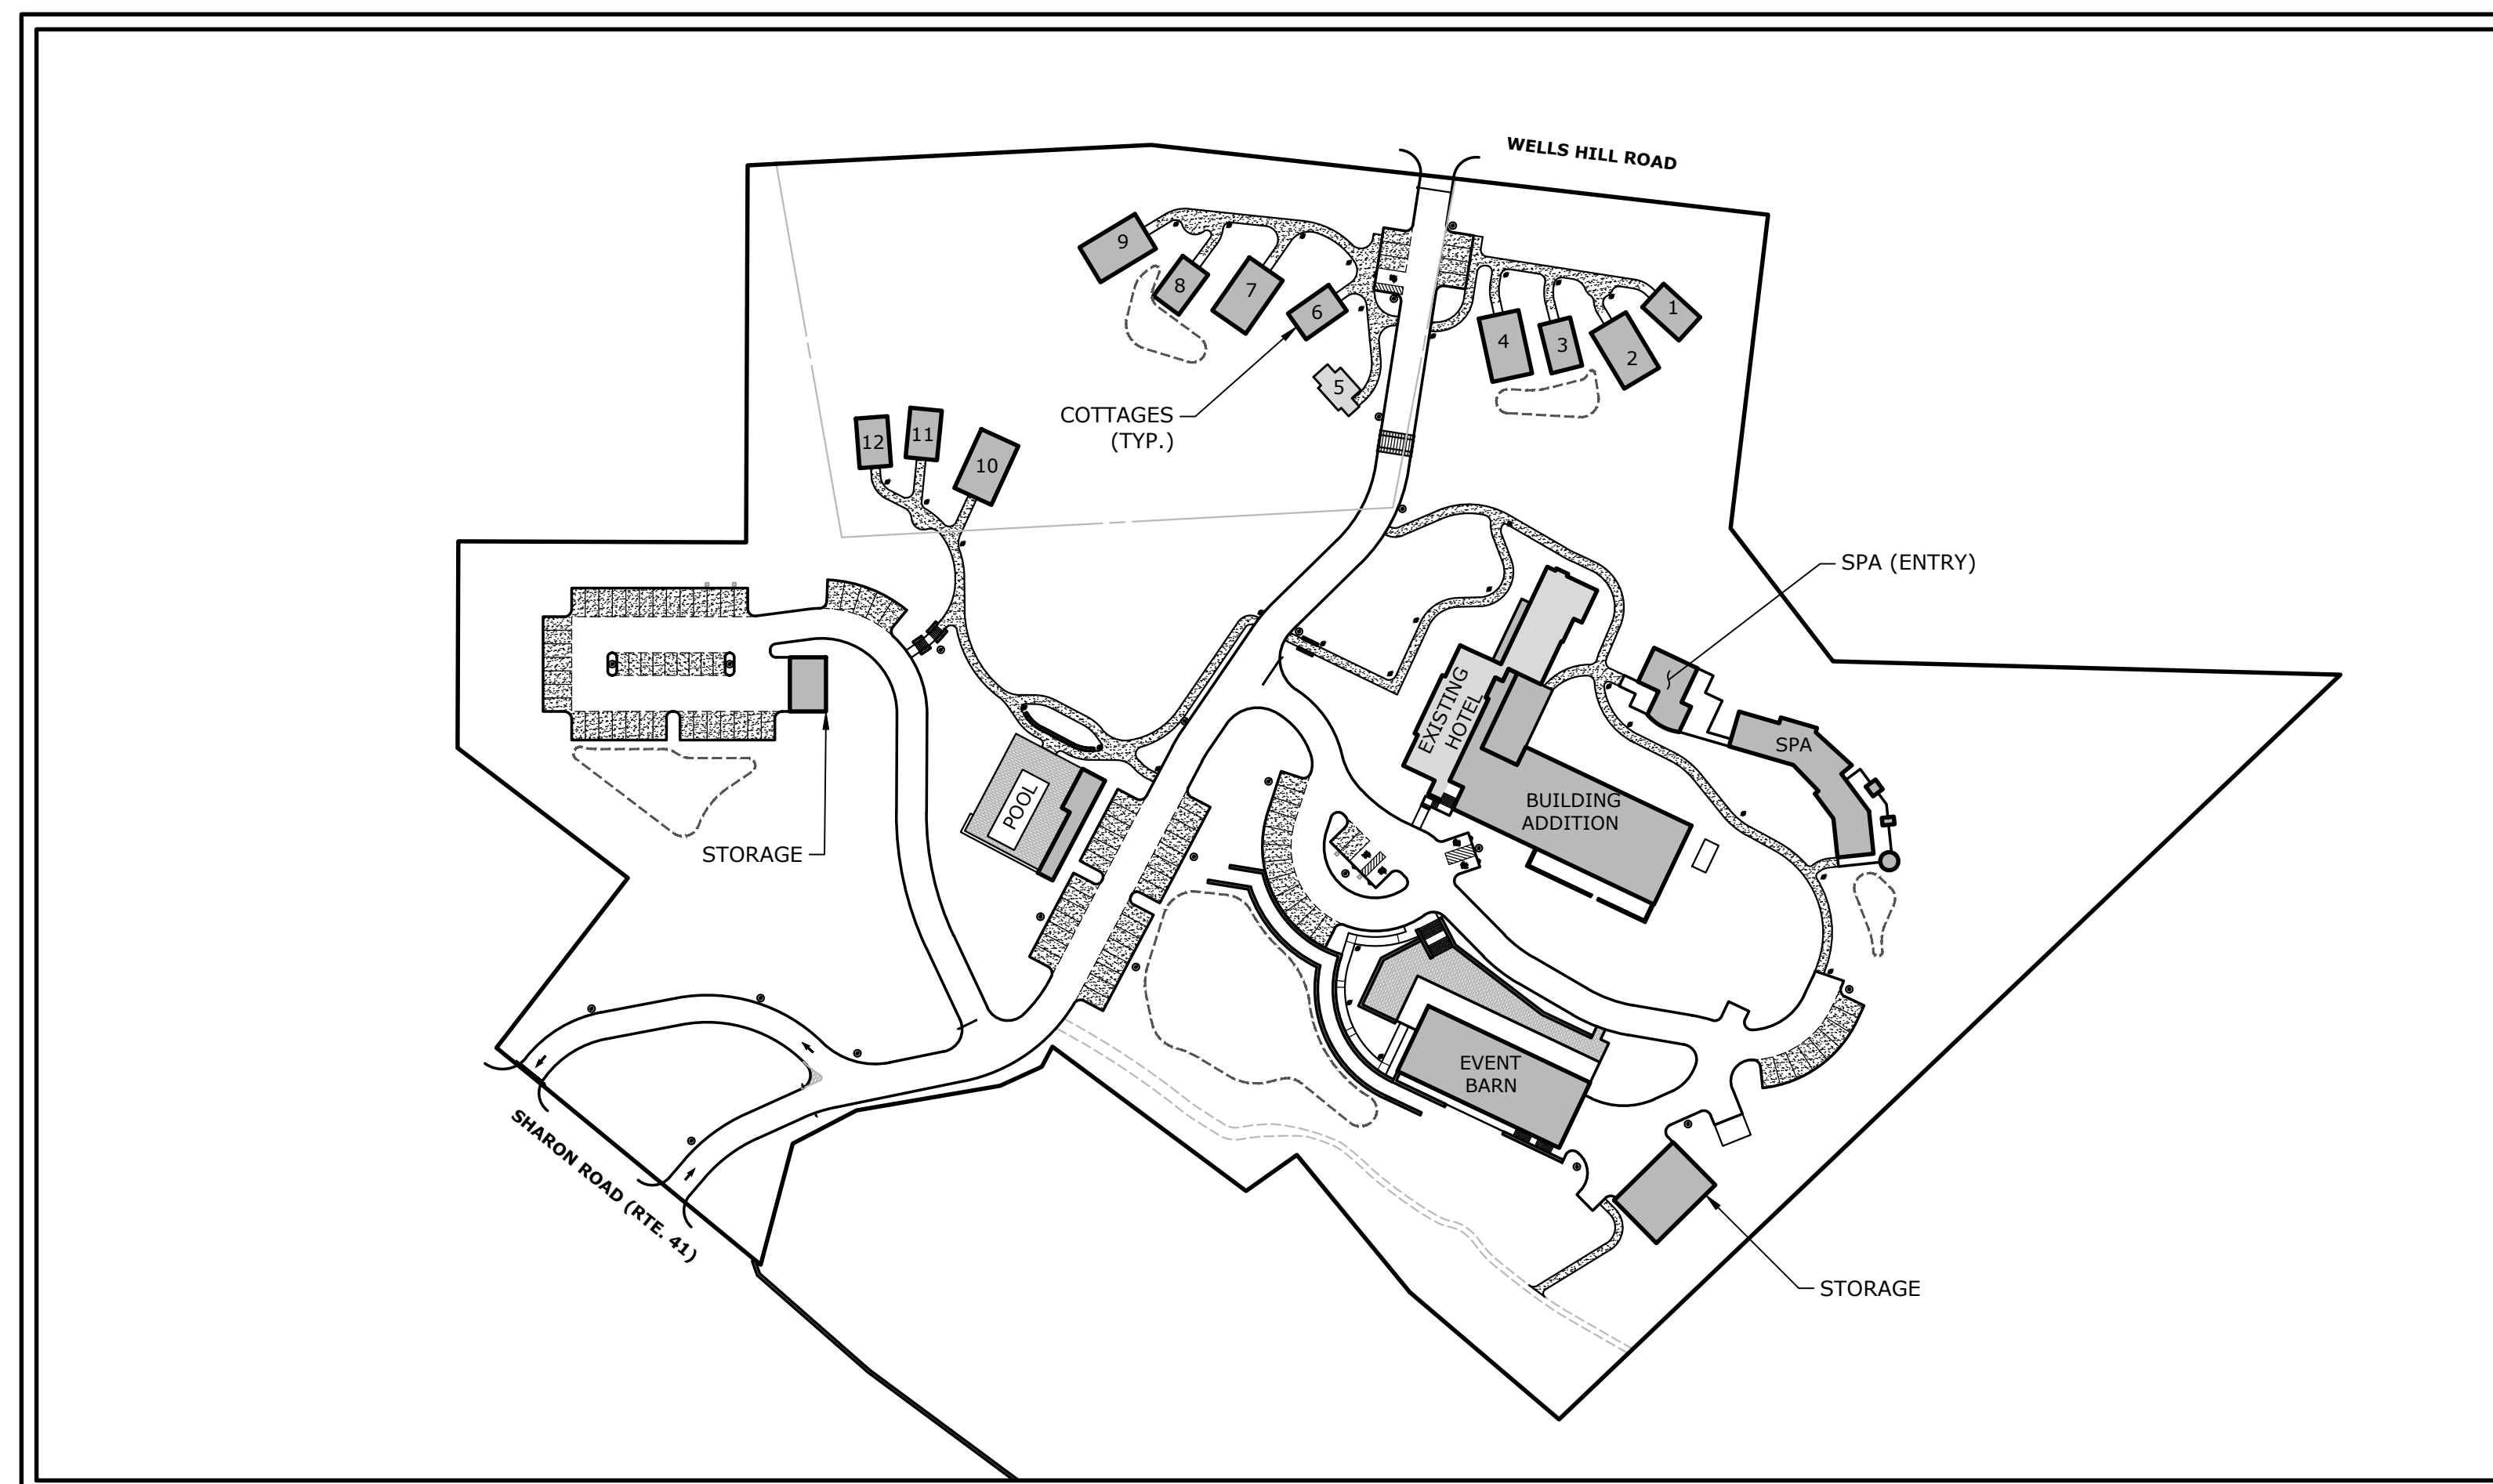 WELLS HILL ROAD
9
8
7
6
1
4
3
2
5
COTTAGES
(TYP.)
12
11
10
SPA (ENTRY)
EXISTING
HOTEL
SPA
POOL
BUILDING
ADDITION
STORAGE
EVENT
BARN
SHARON ROAD (RTE. 41)
STORAGE